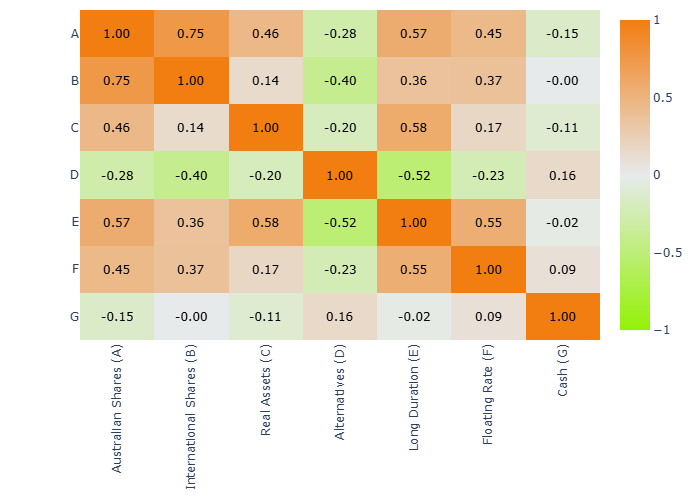 A 1.00 0.75 0.46 -0.28 0.57 0.45 -0.15
B 0.75 1.00 0.14 -0.40 0.36 0.37 -0.00
C 0.46 0.14 1.00 -0.20 0.58 0.17 -0.11
D -0.28 -0.40 -0.20 1.00 -0.52 -0.23 0.16
E 0.57 0.36 0.58 -0.52 1.00 0.55 -0.02
F 0.45 0.37 0.17 -0.23 0.55 1.00 0.09
G -0.15 -0.00 -0.11 0.16 -0.02 0.09 1.00
Australian Shares (A)
International Shares (B)
Real Assets (C)
Alternatives (D)
Long Duration (E)
Floating Rate (F)
Cash (G)
1
0.5
0
−0.5
−1